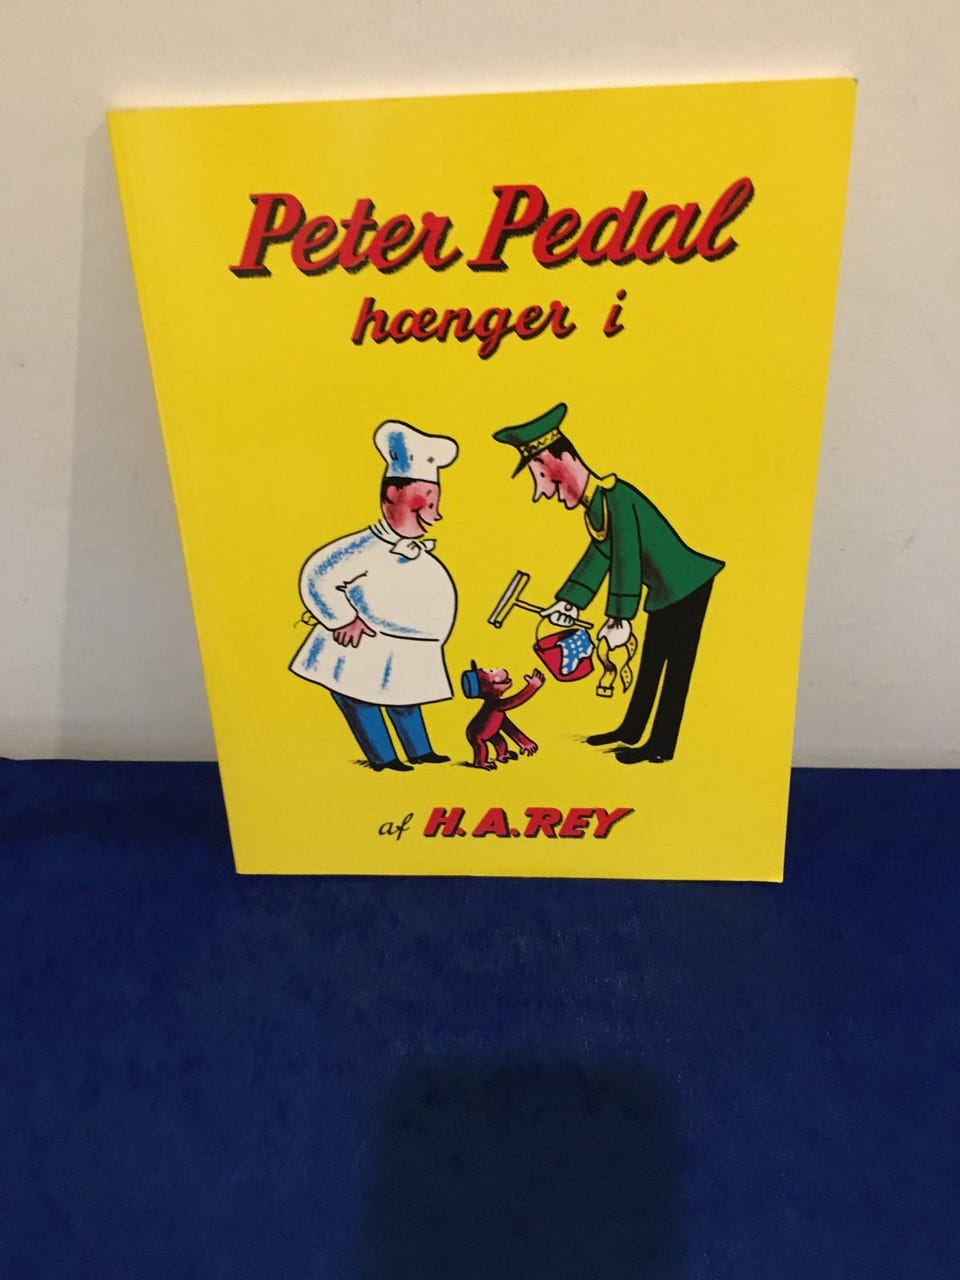 Peter Pedal
hænger i
af H. A. REY